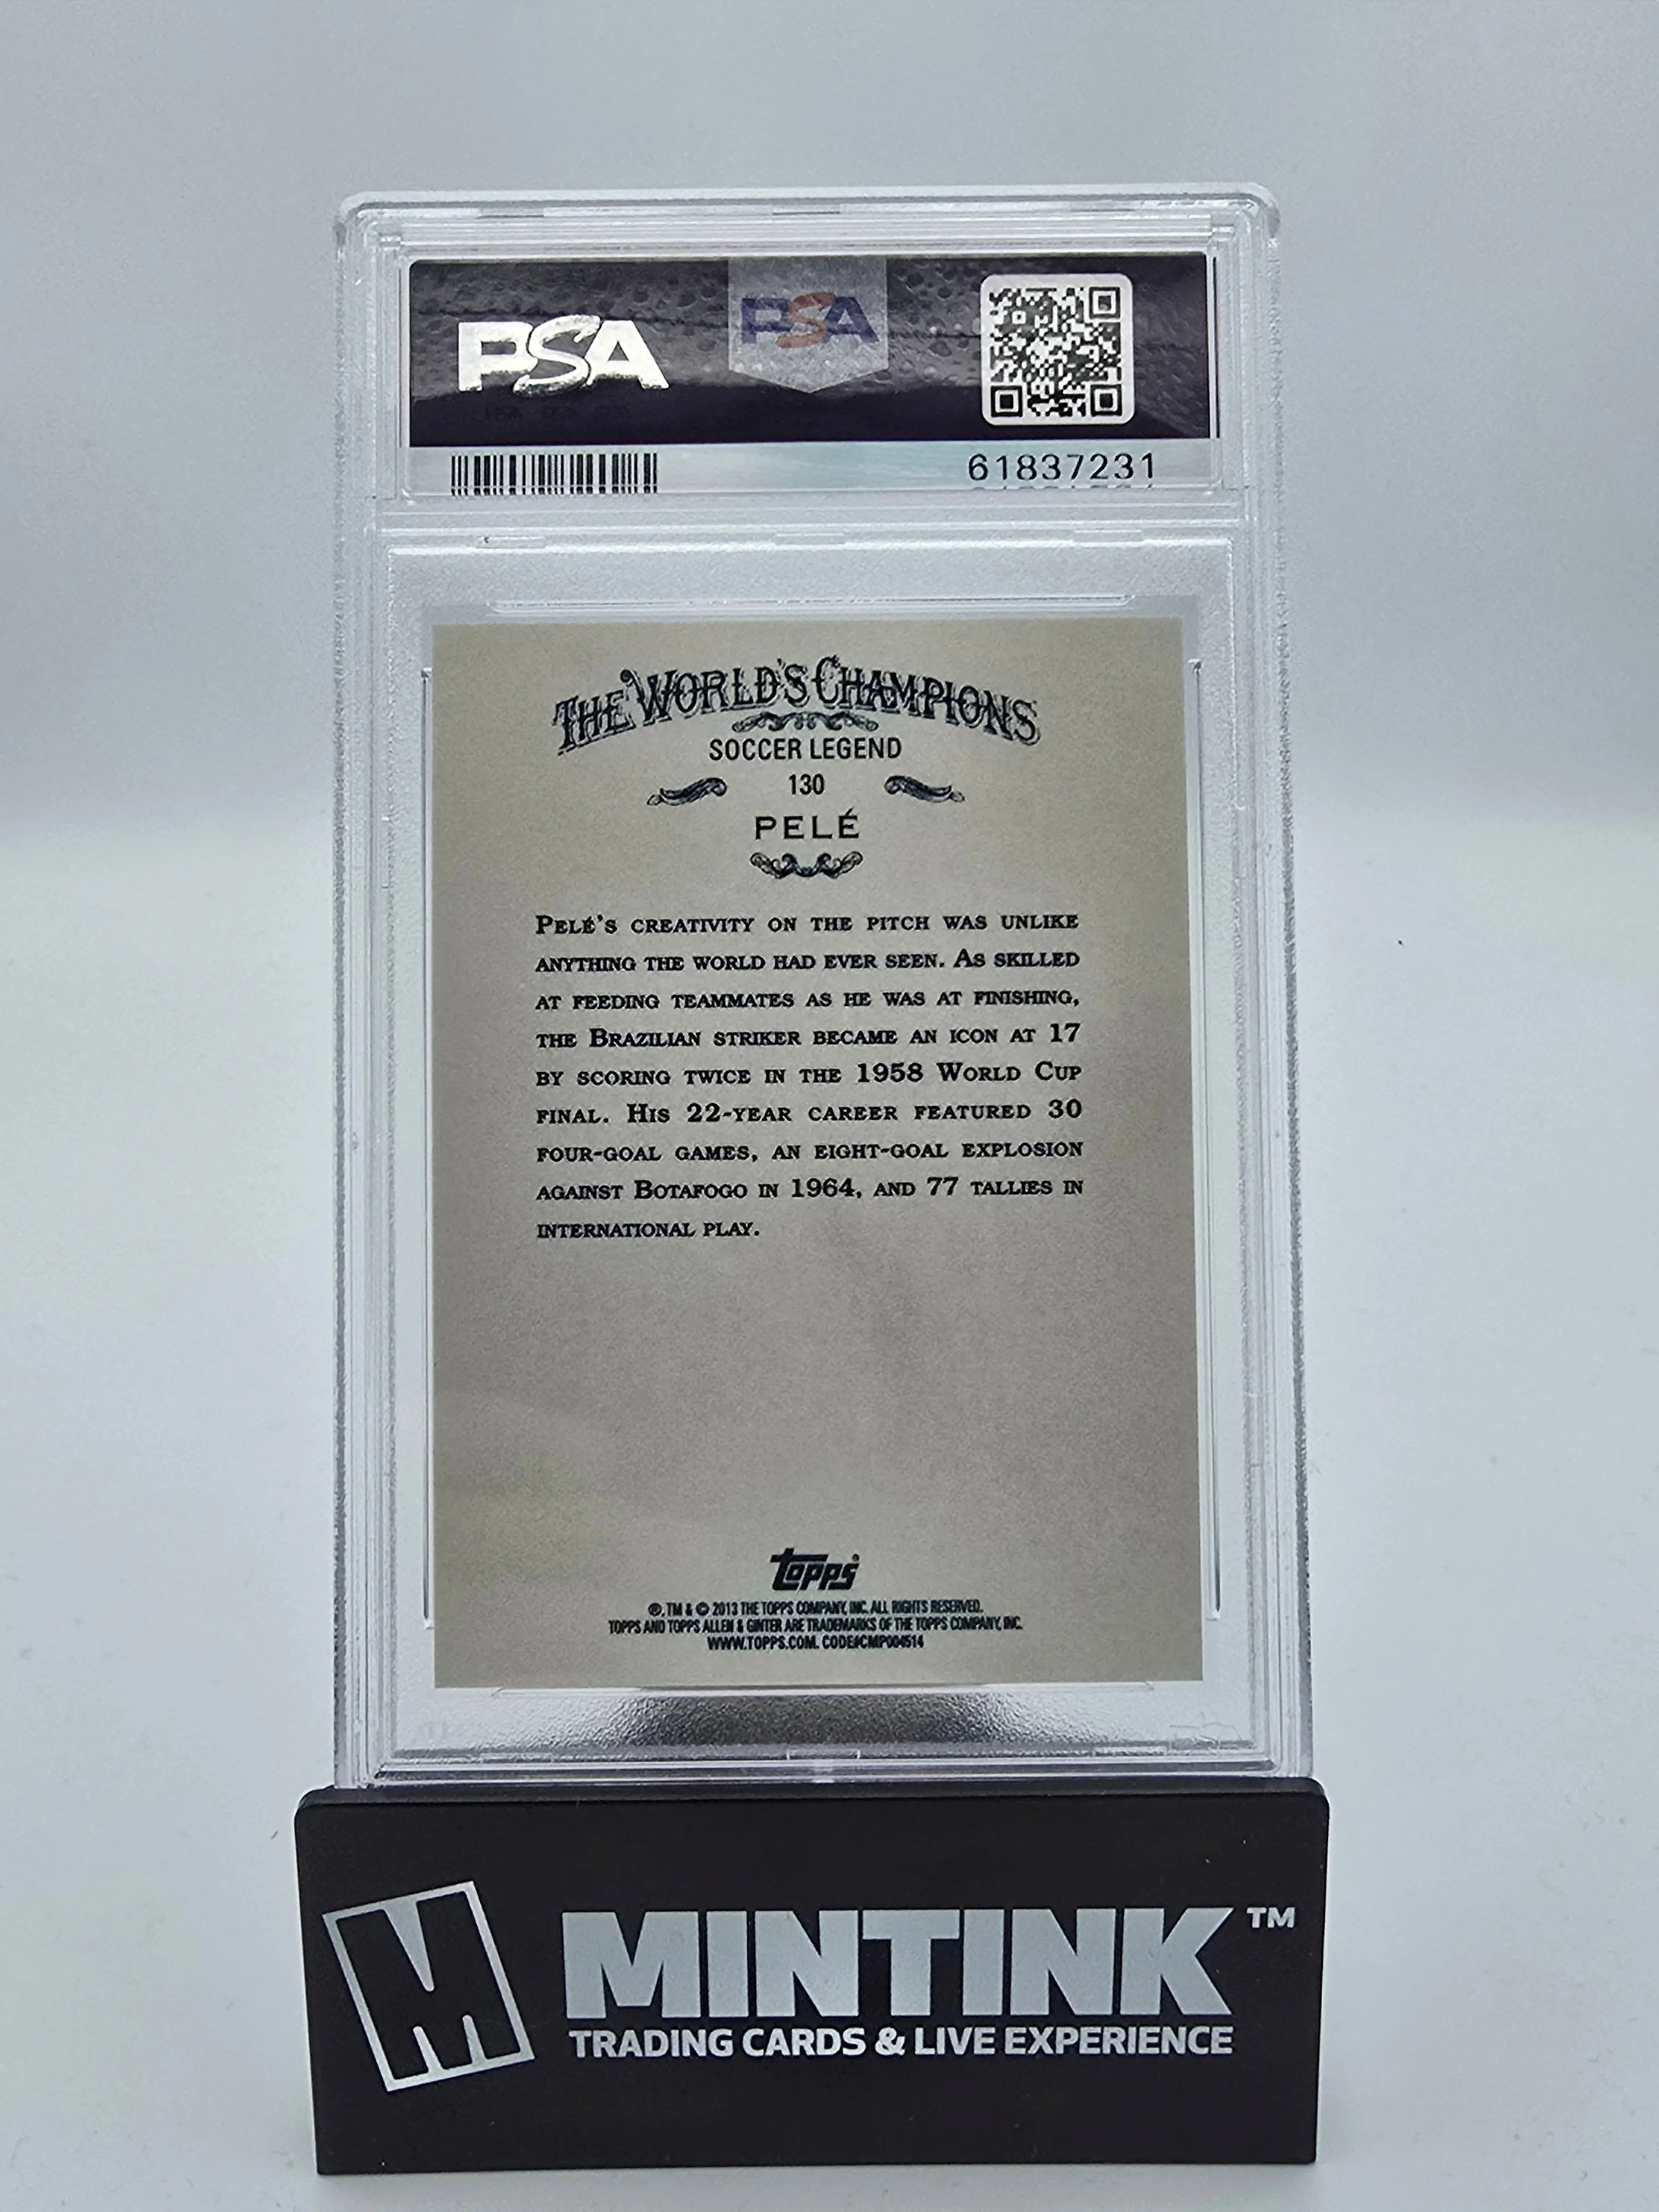 PSA PSA
61837231
THE WORLD'S CHAMPIONS
SOCCER LEGEND
130
PELÉ
PELÉ'S CREATIVITY ON THE PITCH WAS UNLIKE
ANYTHING THE WORLD HAD EVER SEEN. AS SKILLED
AT FEEDING TEAMMATES AS HE WAS AT FINISHING,
THE BRAZILIAN STRIKER BECAME AN ICON AT 17
BY SCORING TWICE IN THE 1958 WORLD CUP
FINAL. HIS 22-YEAR CAREER FEATURED 30
FOUR-GOAL GAMES, AN EIGHT-GOAL EXPLOSION
AGAINST BOTAFOGO IN 1964, AND 77 TALLIES IN
INTERNATIONAL PLAY.
topps®
®, TM & © 2013 THE TOPPS COMPANY, INC. ALL RIGHTS RESERVED.
TOPPS AND TOPPS ALLEN & GINTER ARE TRADEMARKS OF THE TOPPS COMPANY, INC.
WWW.TOPPS.COM. CODE#CMP004514
M MINTINK™
TRADING CARDS & LIVE EXPERIENCE